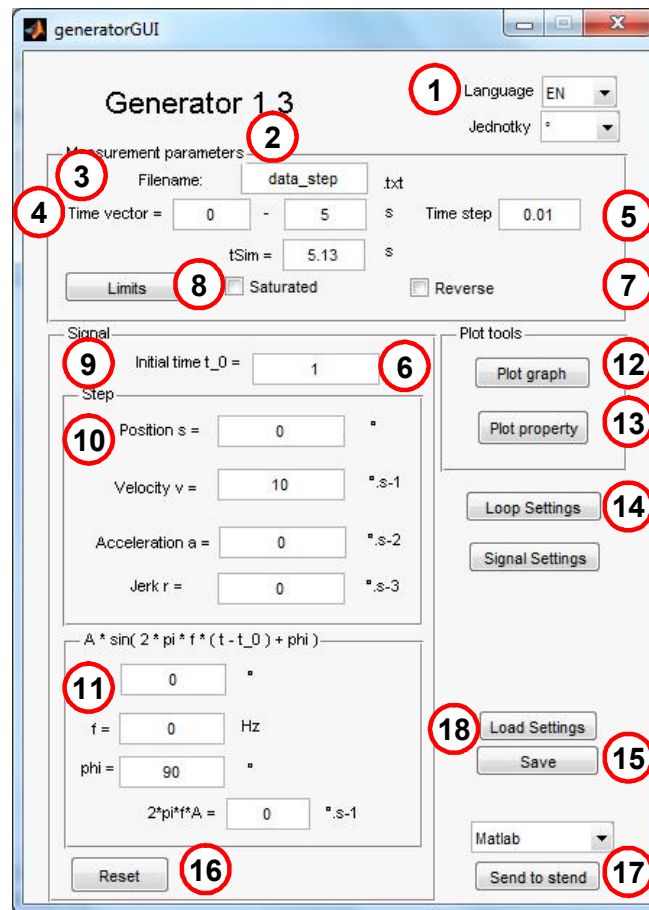 generatorGUI
Generator 1.3
1 Language EN
Jednotky °
2
Measurement parameters
3 Filename: data_step .txt
4 Time vector = 0 - 5 s Time step 0.01 5
tSim = 5.13 s
Limits 8 Saturated Reverse 7
Signal
9 Initial time t_0 = 1 6
Step
10 Position s = 0 °
Velocity v = 10 °.s-1
Acceleration a = 0 °.s-2
Jerk r = 0 °.s-3
A * sin( 2 * pi * f * ( t - t_0 ) + phi )
11 0 °
f = 0 Hz
phi = 90 °
2*pi*f*A = 0 °.s-1
Reset 16
Plot tools
Plot graph 12
Plot property 13
Loop Settings 14
Signal Settings
18 Load Settings
Save 15
Matlab
Send to stend 17